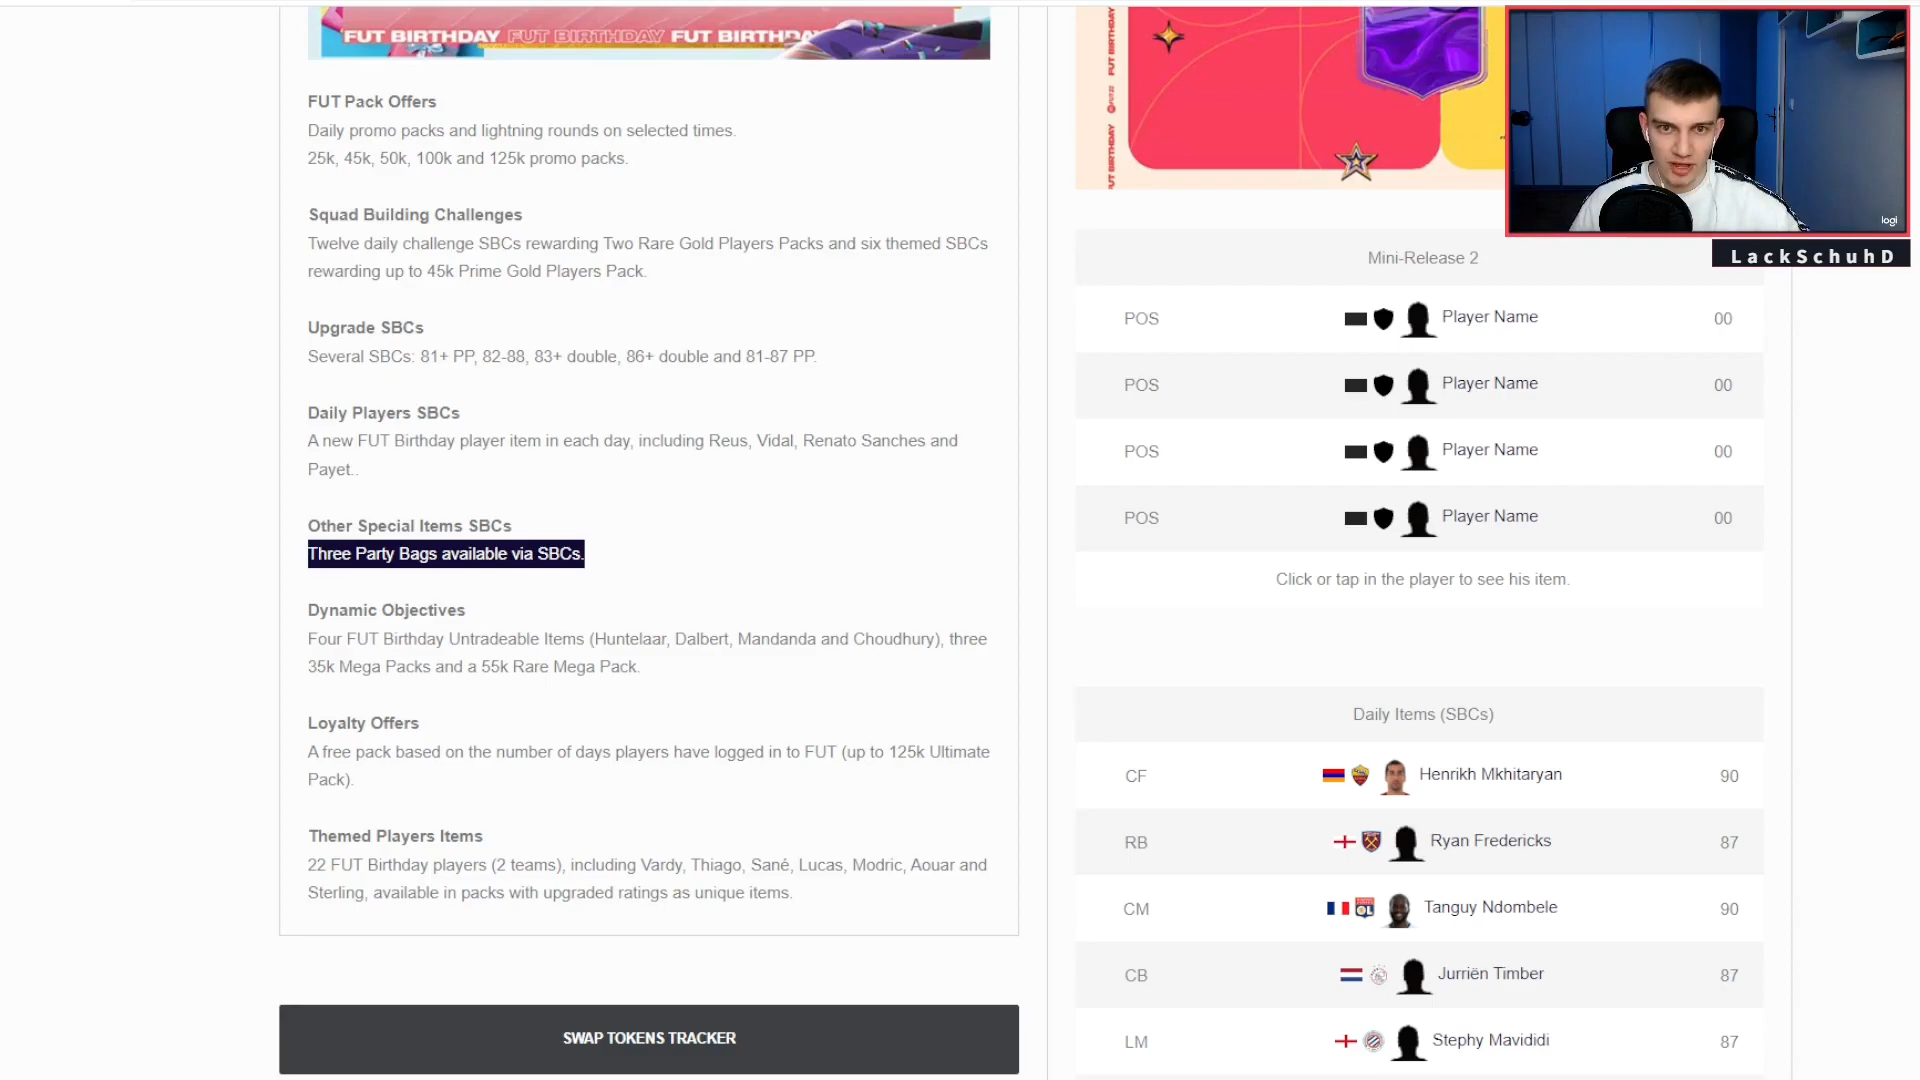 FUT BIRTHDAY FUT BIRTHDAY FUT BIRTHDAY
FUT Pack Offers
Daily promo packs and lightning rounds on selected times.
25k, 45k, 50k, 100k and 125k promo packs.
Squad Building Challenges
Twelve daily challenge SBCs rewarding Two Rare Gold Players Packs and six themed SBCs
rewarding up to 45k Prime Gold Players Pack.
Upgrade SBCs
Several SBCs: 81+ PP, 82-88, 83+ double, 86+ double and 81-87 PP.
Daily Players SBCs
A new FUT Birthday player item in each day, including Reus, Vidal, Renato Sanches and
Payet..
Other Special Items SBCs
Three Party Bags available via SBCs.
Dynamic Objectives
Four FUT Birthday Untradeable Items (Huntelaar, Dalbert, Mandanda and Choudhury), three
35k Mega Packs and a 55k Rare Mega Pack.
Loyalty Offers
A free pack based on the number of days players have logged in to FUT (up to 125k Ultimate
Pack).
Themed Players Items
22 FUT Birthday players (2 teams), including Vardy, Thiago, Sané, Lucas, Modric, Aouar and
Sterling, available in packs with upgraded ratings as unique items.
SWAP TOKENS TRACKER
logi
LackSchuhD
Mini-Release 2
POS Player Name 00
POS Player Name 00
POS Player Name 00
POS Player Name 00
Click or tap in the player to see his item.
Daily Items (SBCs)
CF Henrikh Mkhitaryan 90
RB Ryan Fredericks 87
CM Tanguy Ndombele 90
CB Jurriën Timber 87
LM Stephy Mavididi 87